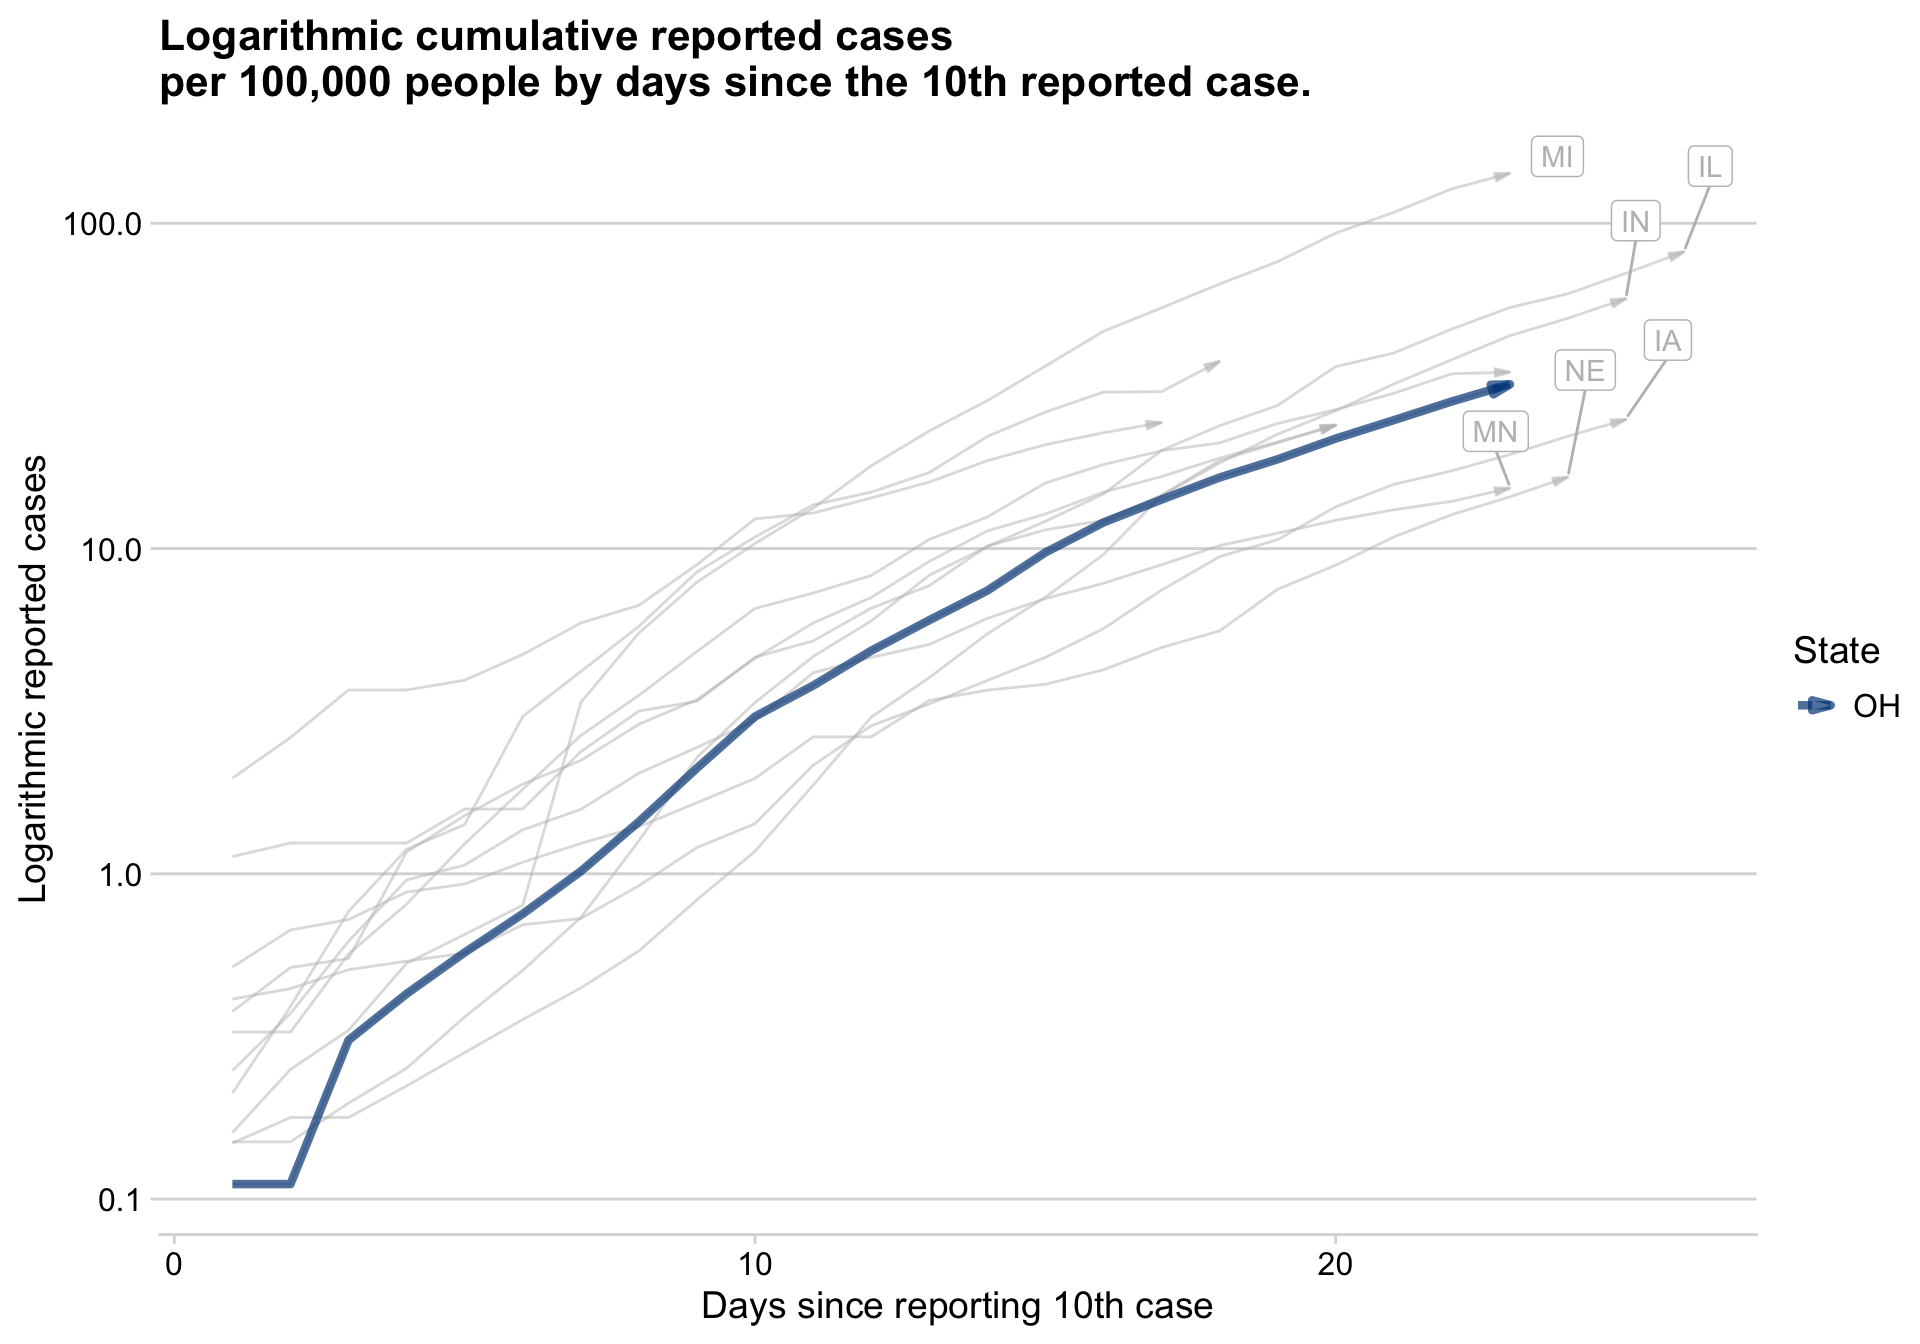 Logarithmic cumulative reported cases
per 100,000 people by days since the 10th reported case.
MI
IL
IN
IA
NE
MN
100.0
10.0
1.0
0.1
Logarithmic reported cases
0
10
20
Days since reporting 10th case
State
OH